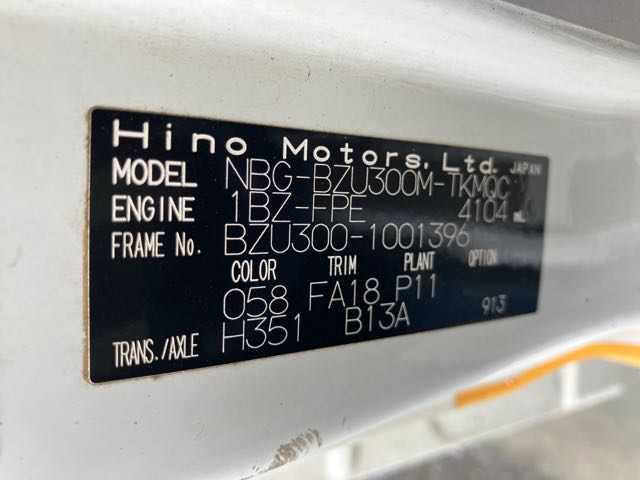 Hino Motors, Ltd. JAPAN
MODEL NBG-BZU300M-TKMQC
ENGINE 1BZ-FPE 4104 mL
FRAME No. BZU300-1001396
COLOR TRIM PLANT OPTION
058 FA18 P11
TRANS./AXLE H351 B13A 913